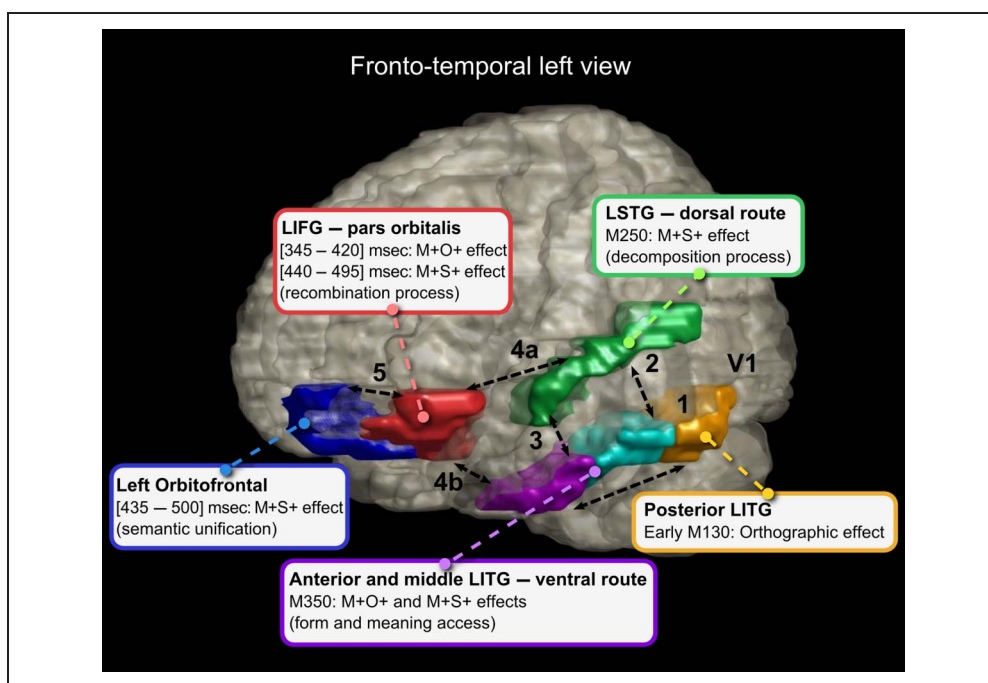 Fronto-temporal left view
LSTG – dorsal route
M250: M+S+ effect
(decomposition process)
LIFG – pars orbitalis
[345 – 420] msec: M+O+ effect
[440 – 495] msec: M+S+ effect
(recombination process)
4a
5
2
V1
1
3
4b
Left Orbitofrontal
[435 – 500] msec: M+S+ effect
(semantic unification)
Posterior LITG
Early M130: Orthographic effect
Anterior and middle LITG – ventral route
M350: M+O+ and M+S+ effects
(form and meaning access)